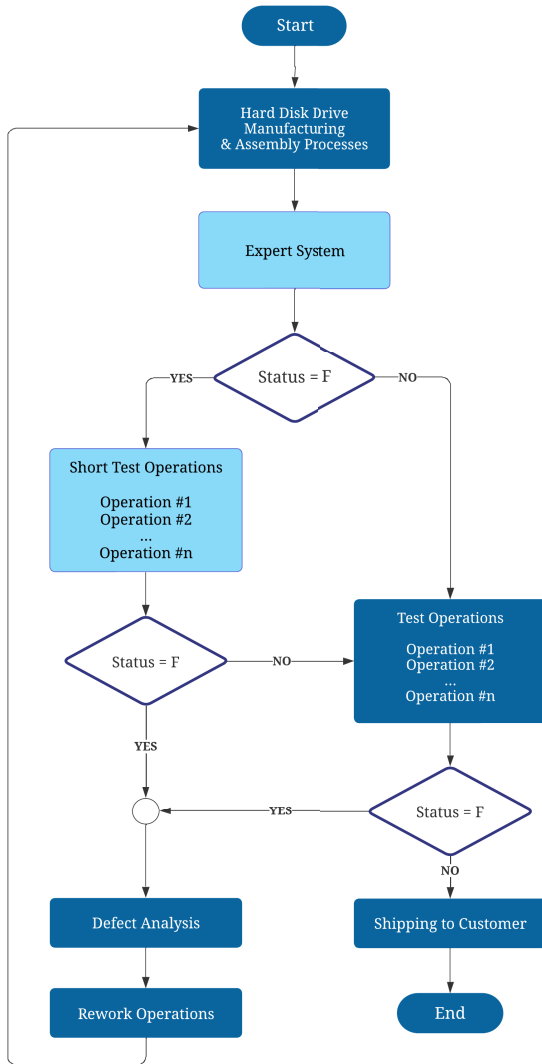 Start
Hard Disk Drive
Manufacturing
& Assembly Processes
Expert System
Status = F
YES
NO
Short Test Operations
Operation #1
Operation #2
...
Operation #n
Test Operations
Operation #1
Operation #2
...
Operation #n
Status = F
NO
YES
Status = F
YES
NO
Defect Analysis
Shipping to Customer
Rework Operations
End